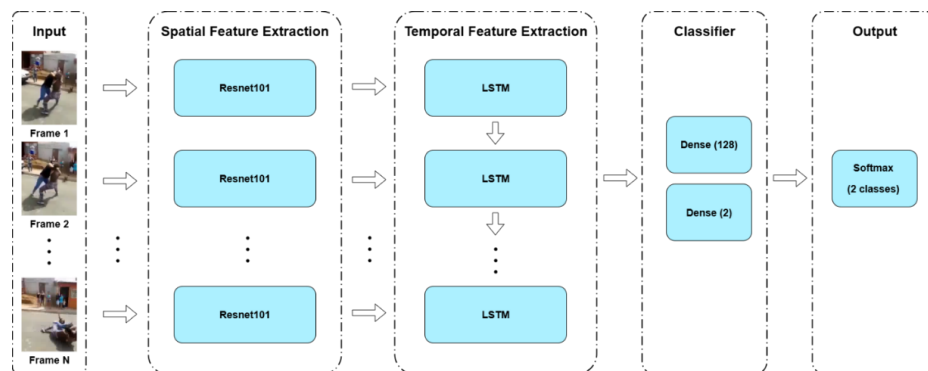 Input
Spatial Feature Extraction
Temporal Feature Extraction
Classifier
Output
Frame 1
Resnet101
LSTM
Frame 2
Resnet101
LSTM
Dense (128)
Dense (2)
Softmax
(2 classes)
Frame N
Resnet101
LSTM